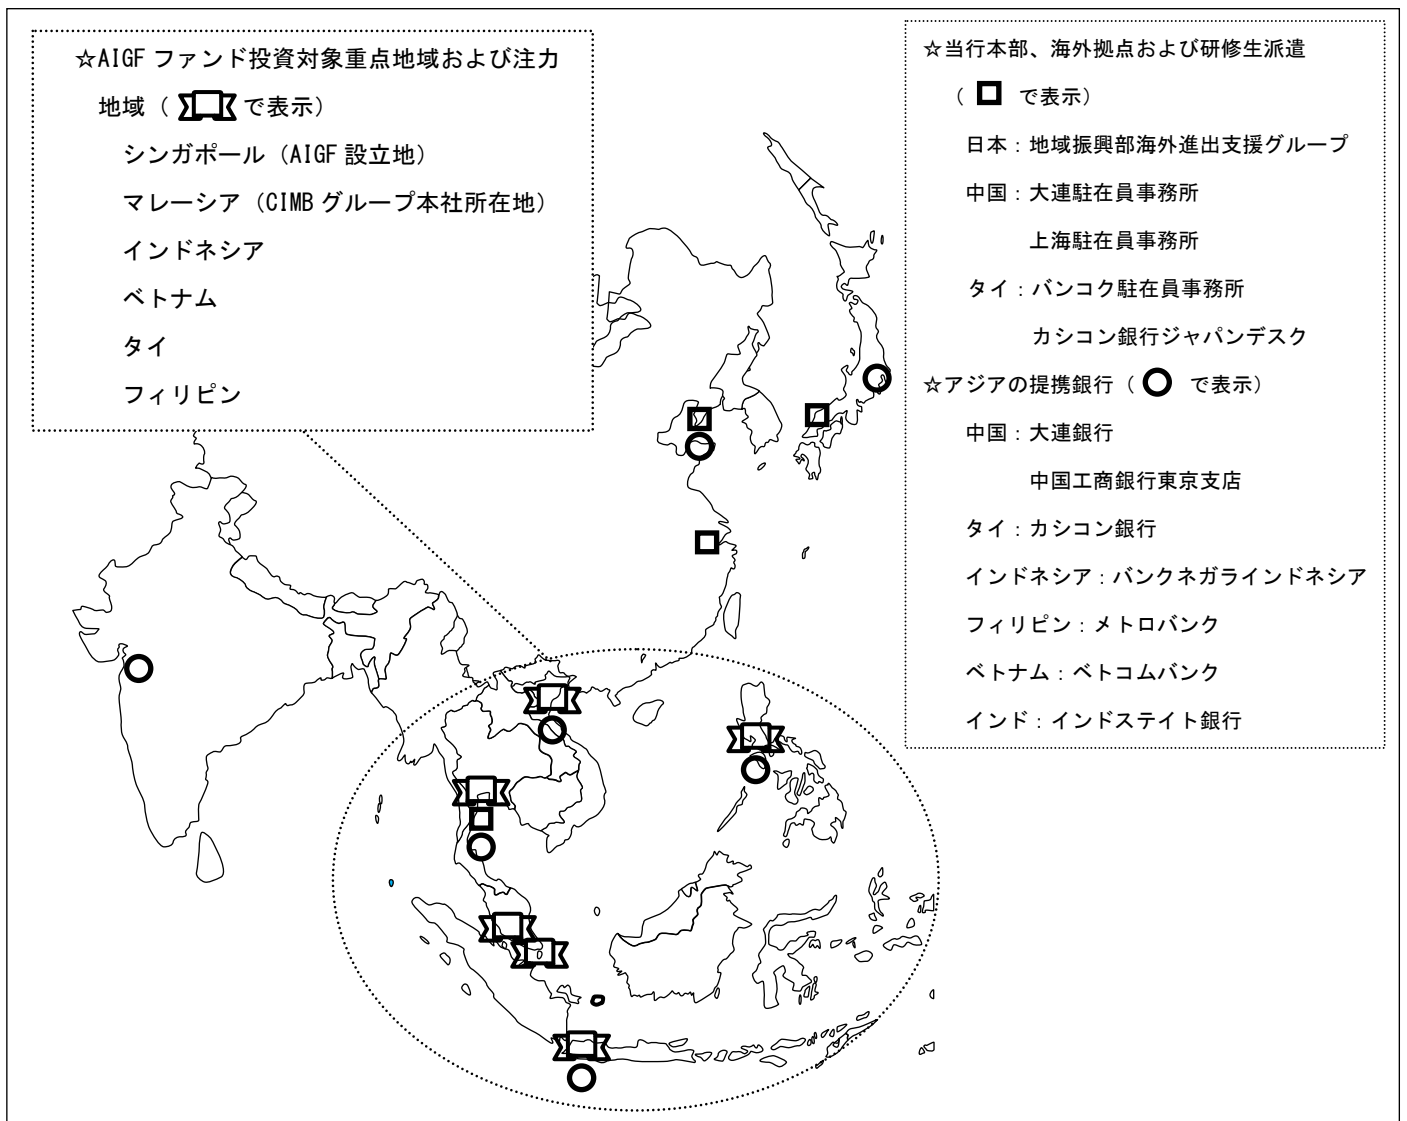 ☆AIGF ファンド投資対象重点地域および注力
地域（ で表示）
シンガポール（AIGF 設立地）
マレーシア（CIMB グループ本社所在地）
インドネシア
ベトナム
タイ
フィリピン
☆当行本部、海外拠点および研修生派遣
（ で表示）
日本：地域振興部海外進出支援グループ
中国：大連駐在員事務所
上海駐在員事務所
タイ：バンコク駐在員事務所
カシコン銀行ジャパンデスク
☆アジアの提携銀行（ で表示）
中国：大連銀行
中国工商銀行東京支店
タイ：カシコン銀行
インドネシア：バンクネガラインドネシア
フィリピン：メトロバンク
ベトナム：ベトコムバンク
インド：インドステイト銀行